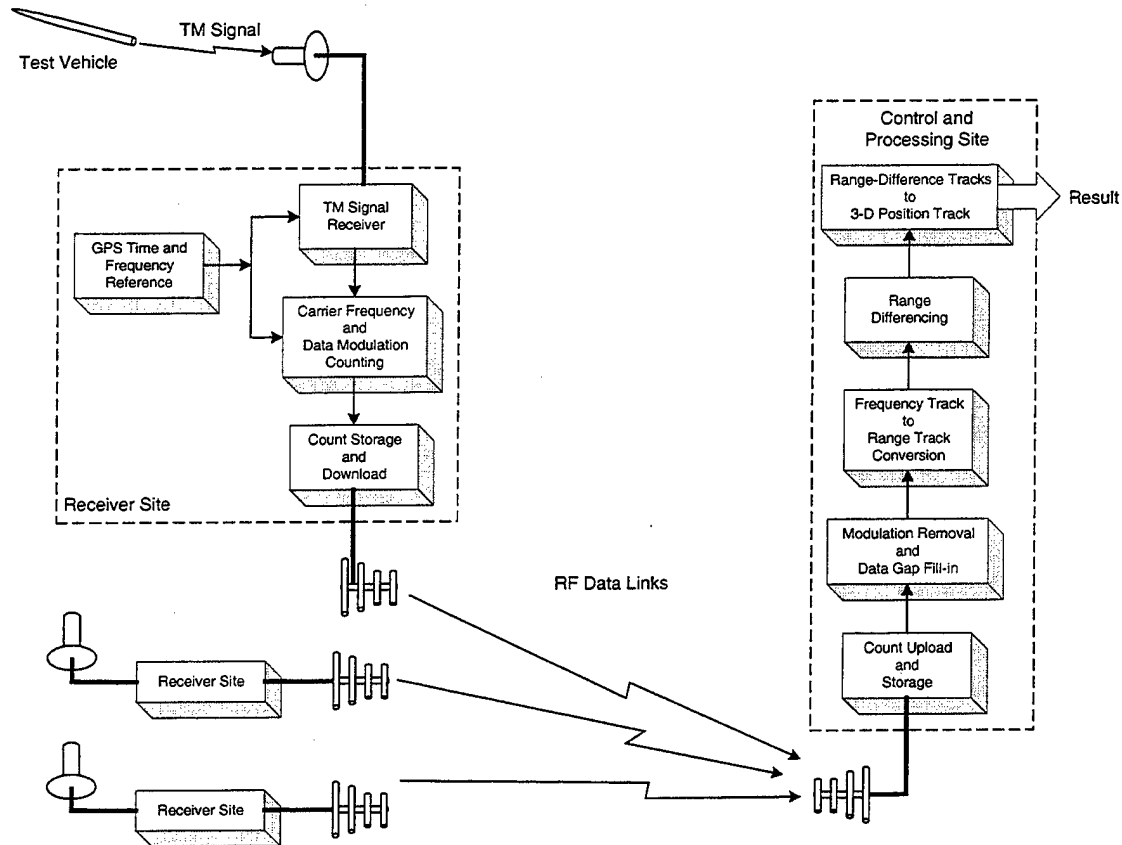 TM Signal
Test Vehicle
TM Signal
Receiver
GPS Time and
Frequency
Reference
Carrier Frequency
and
Data Modulation
Counting
Count Storage
and
Download
Receiver Site
Control and
Processing Site
Range-Difference Tracks
to
3-D Position Track
Result
Range
Differencing
Frequency Track
to
Range Track
Conversion
Modulation Removal
and
Data Gap Fill-in
Count Upload
and
Storage
RF Data Links
Receiver Site
Receiver Site